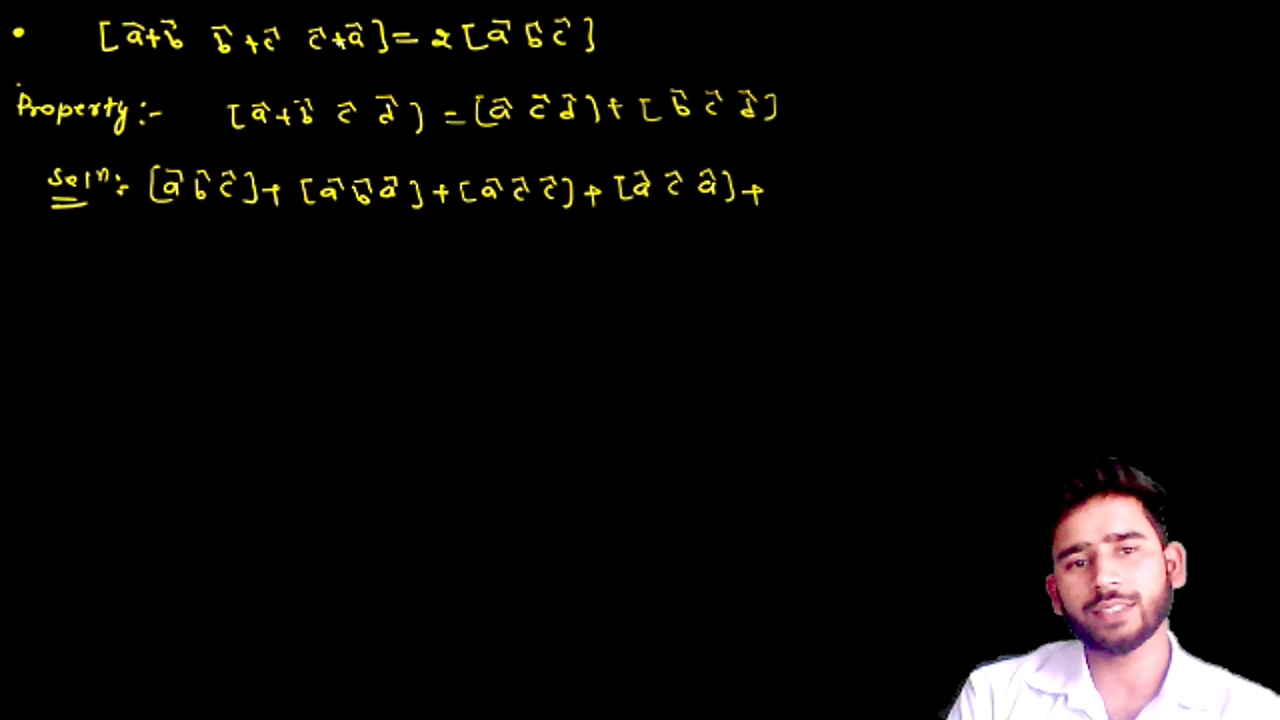 • [a⃗+b⃗ b⃗+c⃗ c⃗+a⃗] = 2[a⃗ b⃗ c⃗]
Property:- [a⃗+b⃗ c⃗ d⃗] = [a⃗ c⃗ d⃗] + [b⃗ c⃗ d⃗]
Soln:- [a⃗ b⃗ c⃗] + [a⃗ b⃗ a⃗] + [a⃗ c⃗ c⃗] + [a⃗ c⃗ a⃗] +